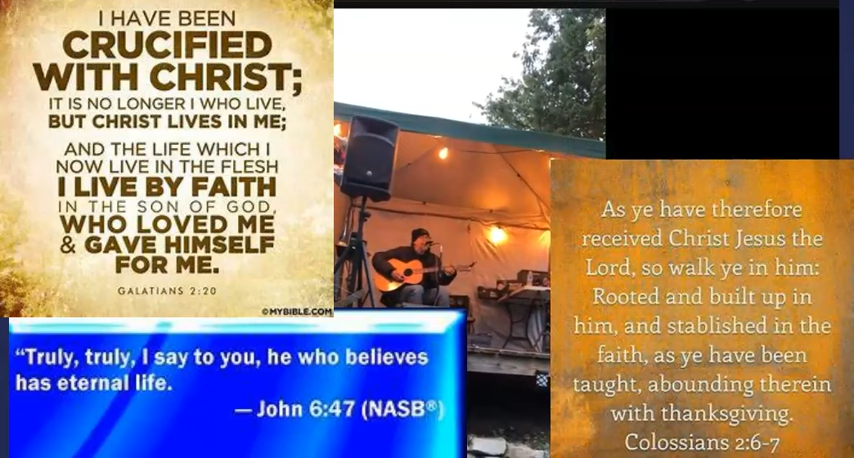 I HAVE BEEN
CRUCIFIED
WITH CHRIST;
IT IS NO LONGER I WHO LIVE,
BUT CHRIST LIVES IN ME;
AND THE LIFE WHICH I
NOW LIVE IN THE FLESH
I LIVE BY FAITH
IN THE SON OF GOD,
WHO LOVED ME
& GAVE HIMSELF
FOR ME.
GALATIANS 2:20
©MYBIBLE.COM
“Truly, truly, I say to you, he who believes
has eternal life.
— John 6:47 (NASB®)
As ye have therefore
received Christ Jesus the
Lord, so walk ye in him:
Rooted and built up in
him, and stablished in the
faith, as ye have been
taught, abounding therein
with thanksgiving.
Colossians 2:6-7